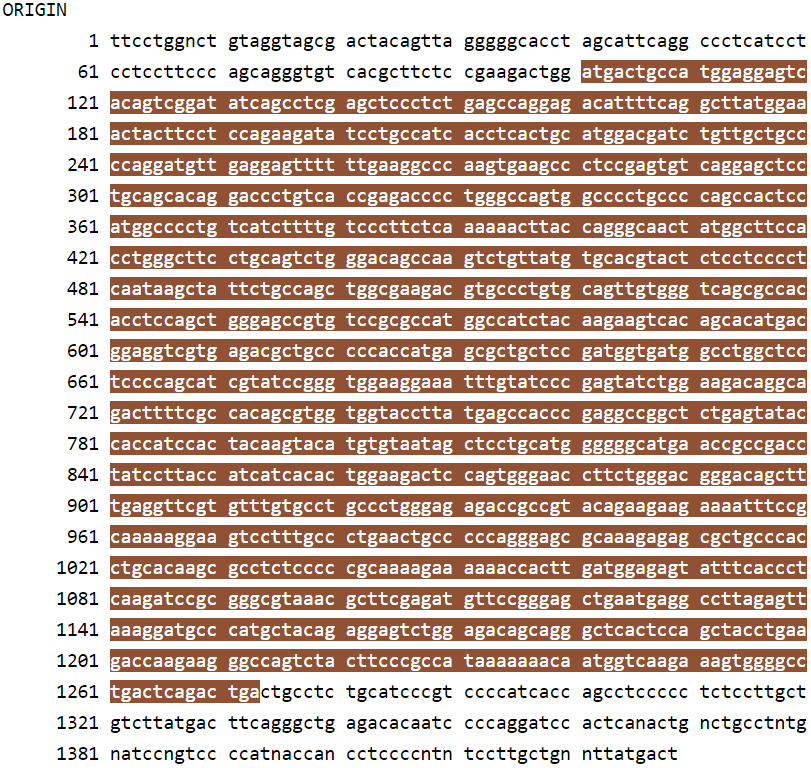 ORIGIN
1 ttcctggnct gtaggtagcg actacagtta gggggcacct agcattcagg ccctcatcct
61 cctccttccc agcagggtgt cacgcttctc cgaagactgg atgactgcca tggaggagtc
121 acagtcggat atcagcctcg agctccctct gagccaggag acattttcag gcttatggaa
181 actacttcct ccagaagata tcctgccatc acctcactgc atggacgatc tgttgctgcc
241 ccaggatgtt gaggagtttt ttgaaggccc aagtgaagcc ctccgagtgt caggagctcc
301 tgcagcacag gaccctgtca ccgagacccc tgggccagtg gcccctgccc cagccactcc
361 atggcccctg tcatcttttg tcccttctca aaaaacttac cagggcaact atggcttcca
421 cctgggcttc ctgcagtctg ggacagccaa gtctgttatg tgcacgtact ctcctcccct
481 caataagcta ttctgccagc tggcgaagac gtgccctgtg cagttgtggg tcagcgccac
541 acctccagct gggagccgtg tccgcgccat ggccatctac aagaagtcac agcacatgac
601 ggaggtcgtg agacgctgcc cccaccatga gcgctgctcc gatggtgatg gcctggctcc
661 tccccagcat cgtatccggg tggaaggaaa tttgtatccc gagtatctgg aagacaggca
721 gacttttcgc cacagcgtgg tggtacctta tgagccaccc gaggccggct ctgagtatac
781 caccatccac tacaagtaca tgtgtaatag ctcctgcatg gggggcatga accgccgacc
841 tatccttacc atcatcacac tggaagactc cagtgggaac cttctgggac gggacagctt
901 tgaggttcgt gtttgtgcct gccctgggag agaccgccgt acagaagaag aaaatttccg
961 caaaaaggaa gtcctttgcc ctgaactgcc cccagggagc gcaaagagag cgctgcccac
1021 ctgcacaagc gcctctcccc cgcaaaagaa aaaaccactt gatggagagt atttcaccct
1081 caagatccgc gggcgtaaac gcttcgagat gttccgggag ctgaatgagg ccttagagtt
1141 aaaggatgcc catgctacag aggagtctgg agacagcagg gctcactcca gctacctgaa
1201 gaccaagaag ggccagtcta cttcccgcca taaaaaaaca atggtcaaga aagtggggcc
1261 tgactcagac tgactgcctc tgcatcccgt ccccatcacc agcctccccc tctccttgct
1321 gtcttatgac ttcagggctg agacacaatc cccaggatcc actcanactg nctgcctntg
1381 natccngtcc ccatnaccan cctccccntn tccttgctgn nttatgact